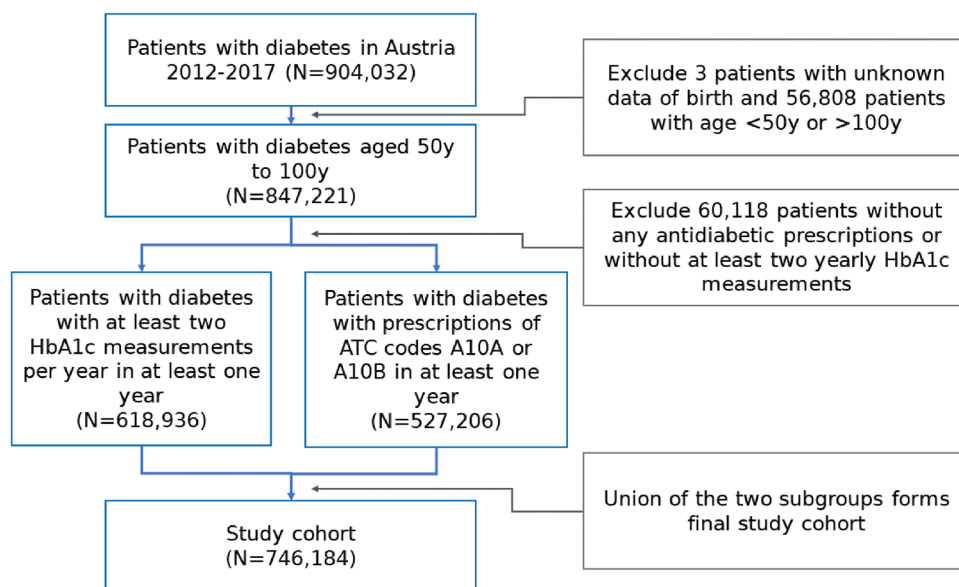 Patients with diabetes in Austria
2012-2017 (N=904,032)
Exclude 3 patients with unknown
data of birth and 56,808 patients
with age <50y or >100y
Patients with diabetes aged 50y
to 100y
(N=847,221)
Exclude 60,118 patients without
any antidiabetic prescriptions or
without at least two yearly HbA1c
measurements
Patients with diabetes
with at least two
HbA1c measurements
per year in at least one
year
(N=618,936)
Patients with diabetes
with prescriptions of
ATC codes A10A or
A10B in at least one
year
(N=527,206)
Union of the two subgroups forms
final study cohort
Study cohort
(N=746,184)